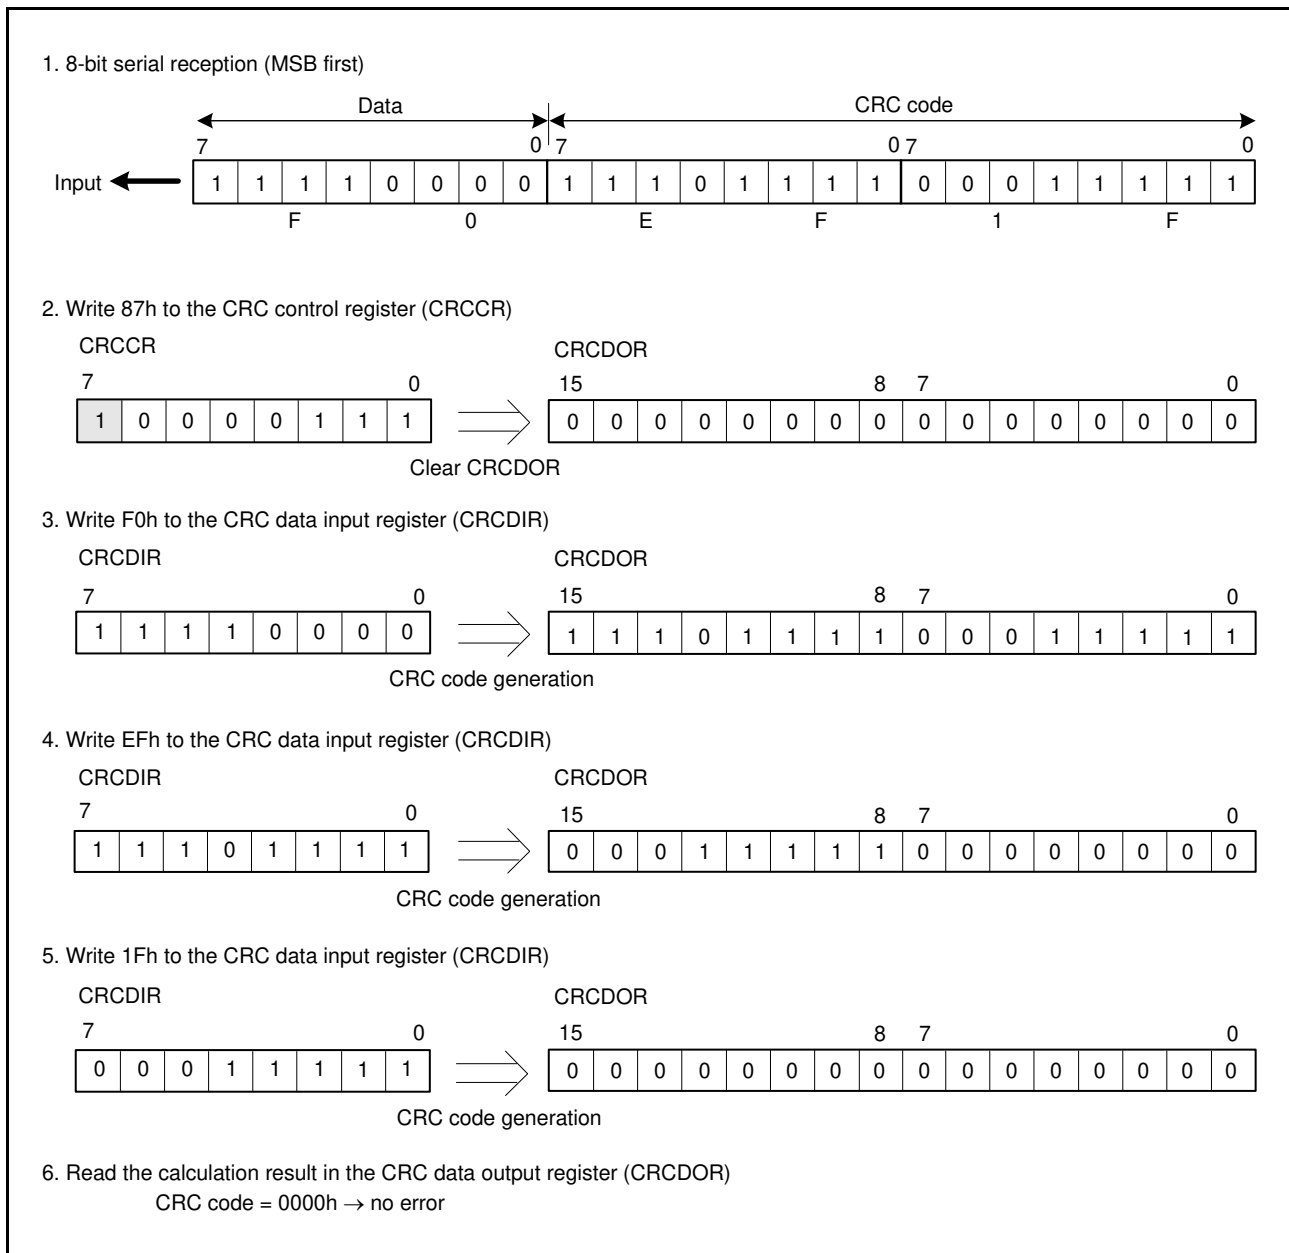 1. 8-bit serial reception (MSB first)
Data CRC code
7 0 7 0 7 0
Input 1 1 1 1 0 0 0 0 1 1 1 0 1 1 1 1 0 0 0 1 1 1 1 1
F 0 E F 1 F
2. Write 87h to the CRC control register (CRCCR)
CRCCR CRCDOR
7 0 15 8 7 0
1 0 0 0 0 1 1 1 0 0 0 0 0 0 0 0 0 0 0 0 0 0 0 0
Clear CRCDOR
3. Write F0h to the CRC data input register (CRCDIR)
CRCDIR CRCDOR
7 0 15 8 7 0
1 1 1 1 0 0 0 0 1 1 1 0 1 1 1 1 0 0 0 1 1 1 1 1
CRC code generation
4. Write EFh to the CRC data input register (CRCDIR)
CRCDIR CRCDOR
7 0 15 8 7 0
1 1 1 0 1 1 1 1 0 0 0 1 1 1 1 1 0 0 0 0 0 0 0 0
CRC code generation
5. Write 1Fh to the CRC data input register (CRCDIR)
CRCDIR CRCDOR
7 0 15 8 7 0
0 0 0 1 1 1 1 1 0 0 0 0 0 0 0 0 0 0 0 0 0 0 0 0
CRC code generation
6. Read the calculation result in the CRC data output register (CRCDOR)
CRC code = 0000h → no error